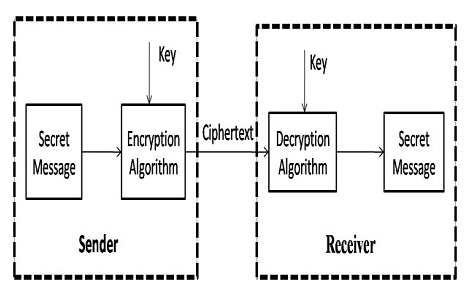 Key
Secret
Message
Encryption
Algorithm
Sender
Ciphertext
Key
Decryption
Algorithm
Secret
Message
Receiver